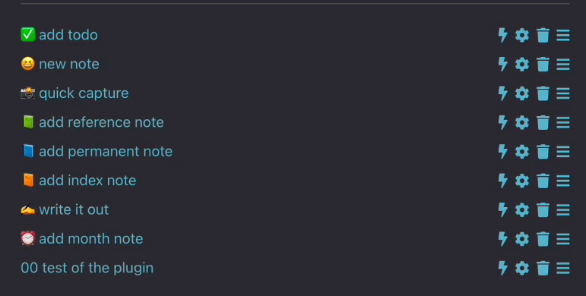 ✅ add todo
😆 new note
📸 quick capture
📗 add reference note
📘 add permanent note
📙 add index note
✍️ write it out
⏰ add month note
00 test of the plugin